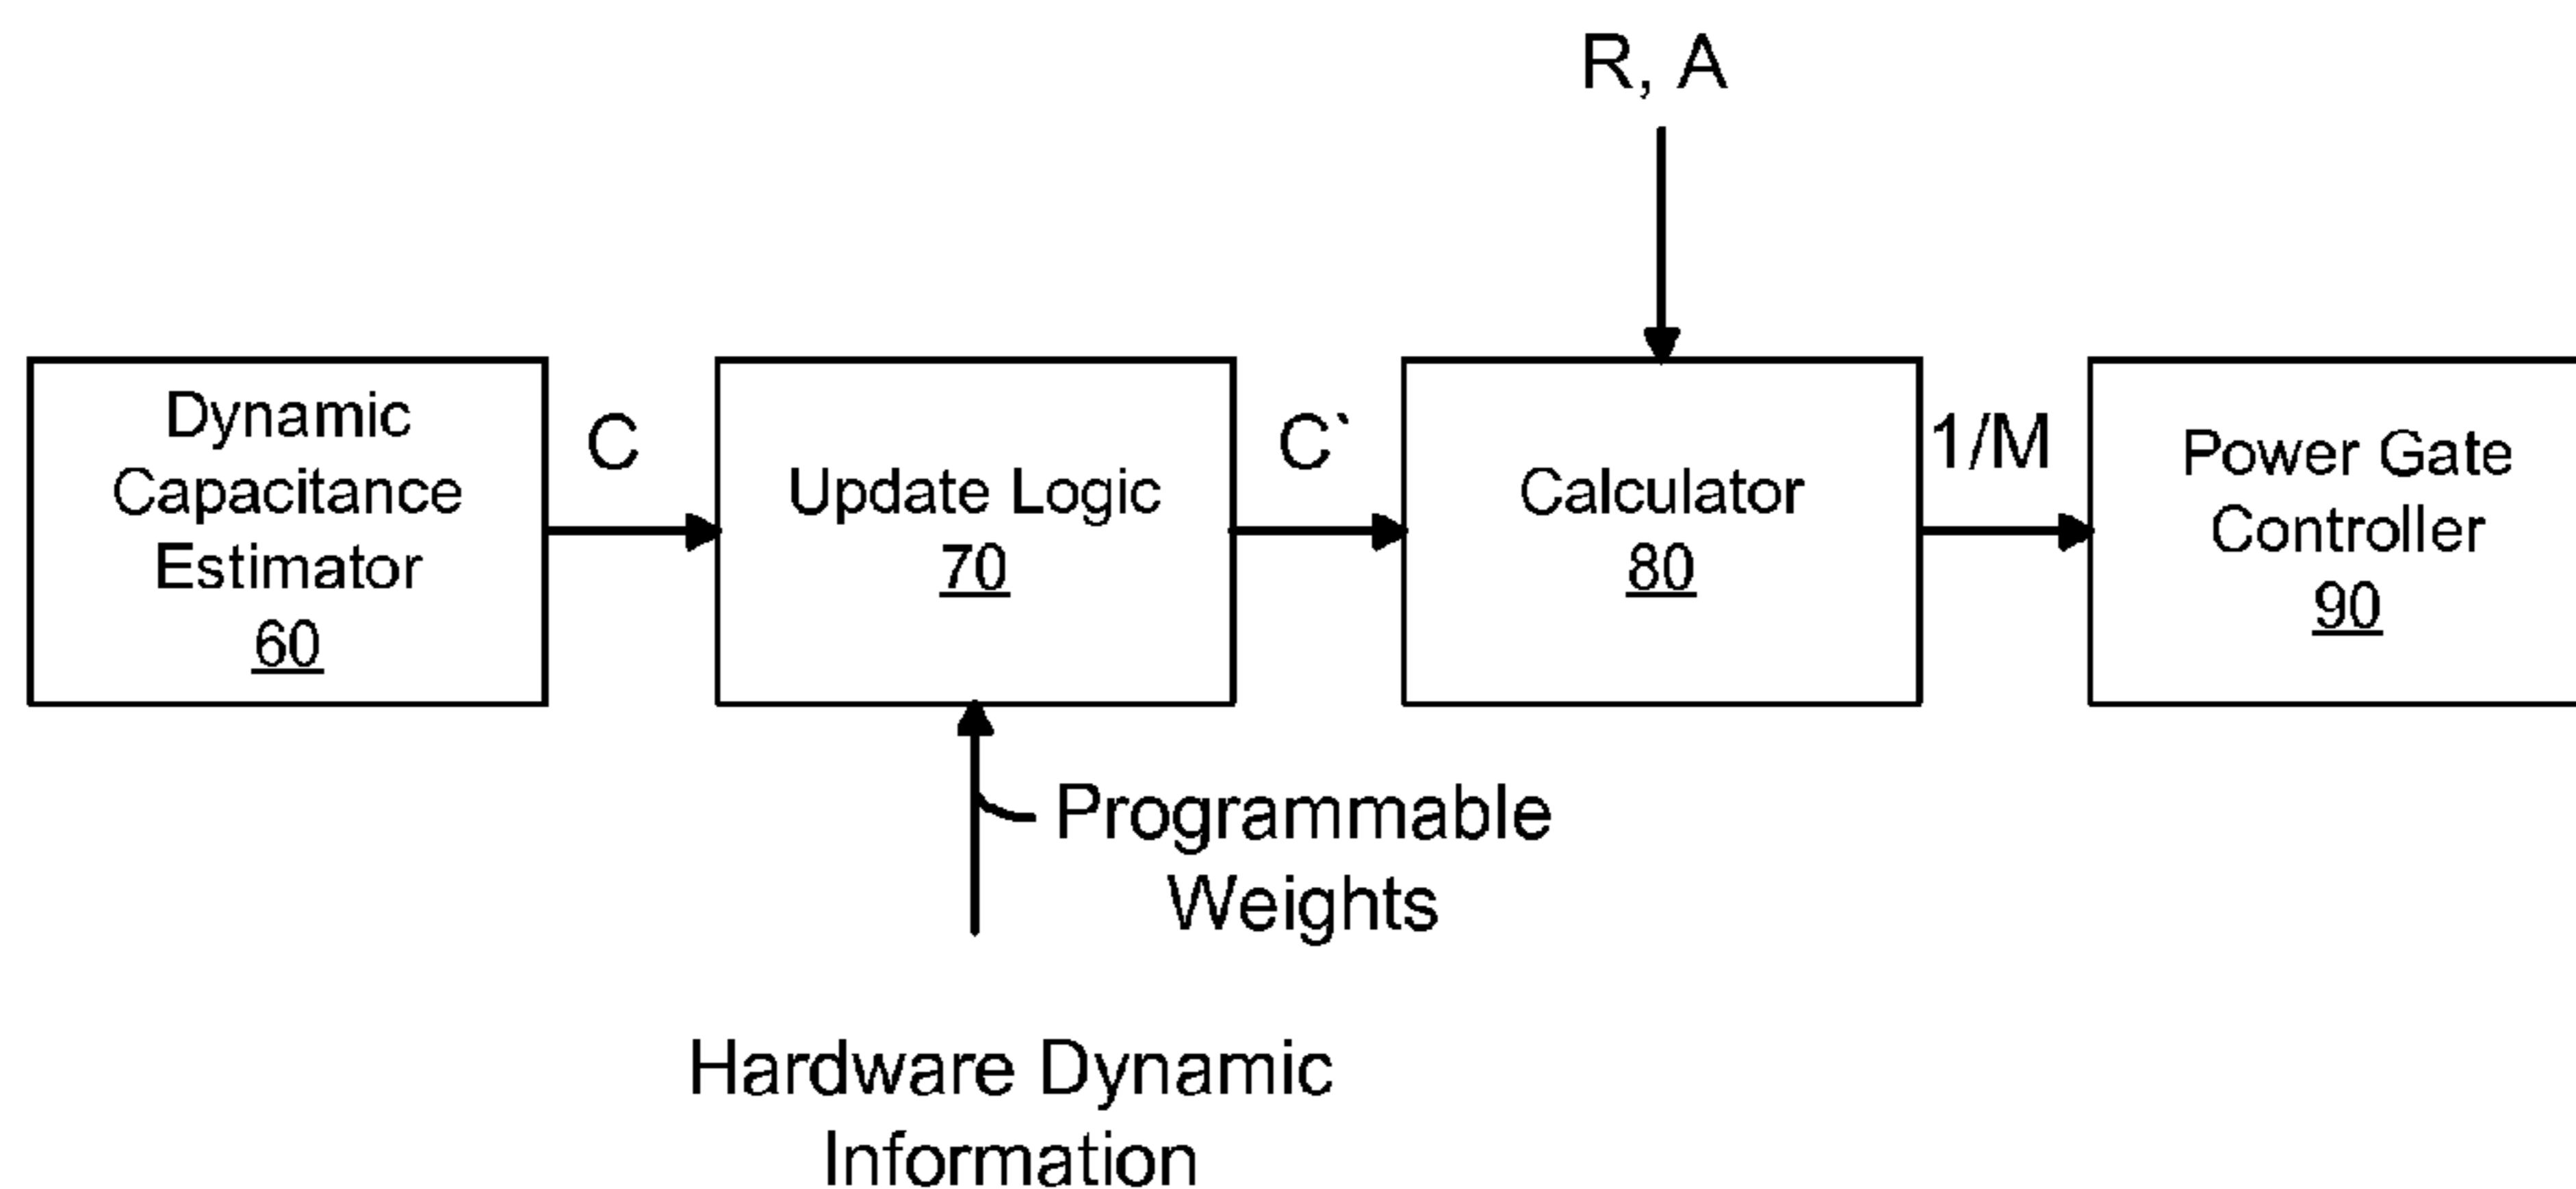 R, A
Dynamic
Capacitance
Estimator
60
C
Update Logic
70
C`
Calculator
80
1/M
Power Gate
Controller
90
Programmable
Weights
Hardware Dynamic
Information